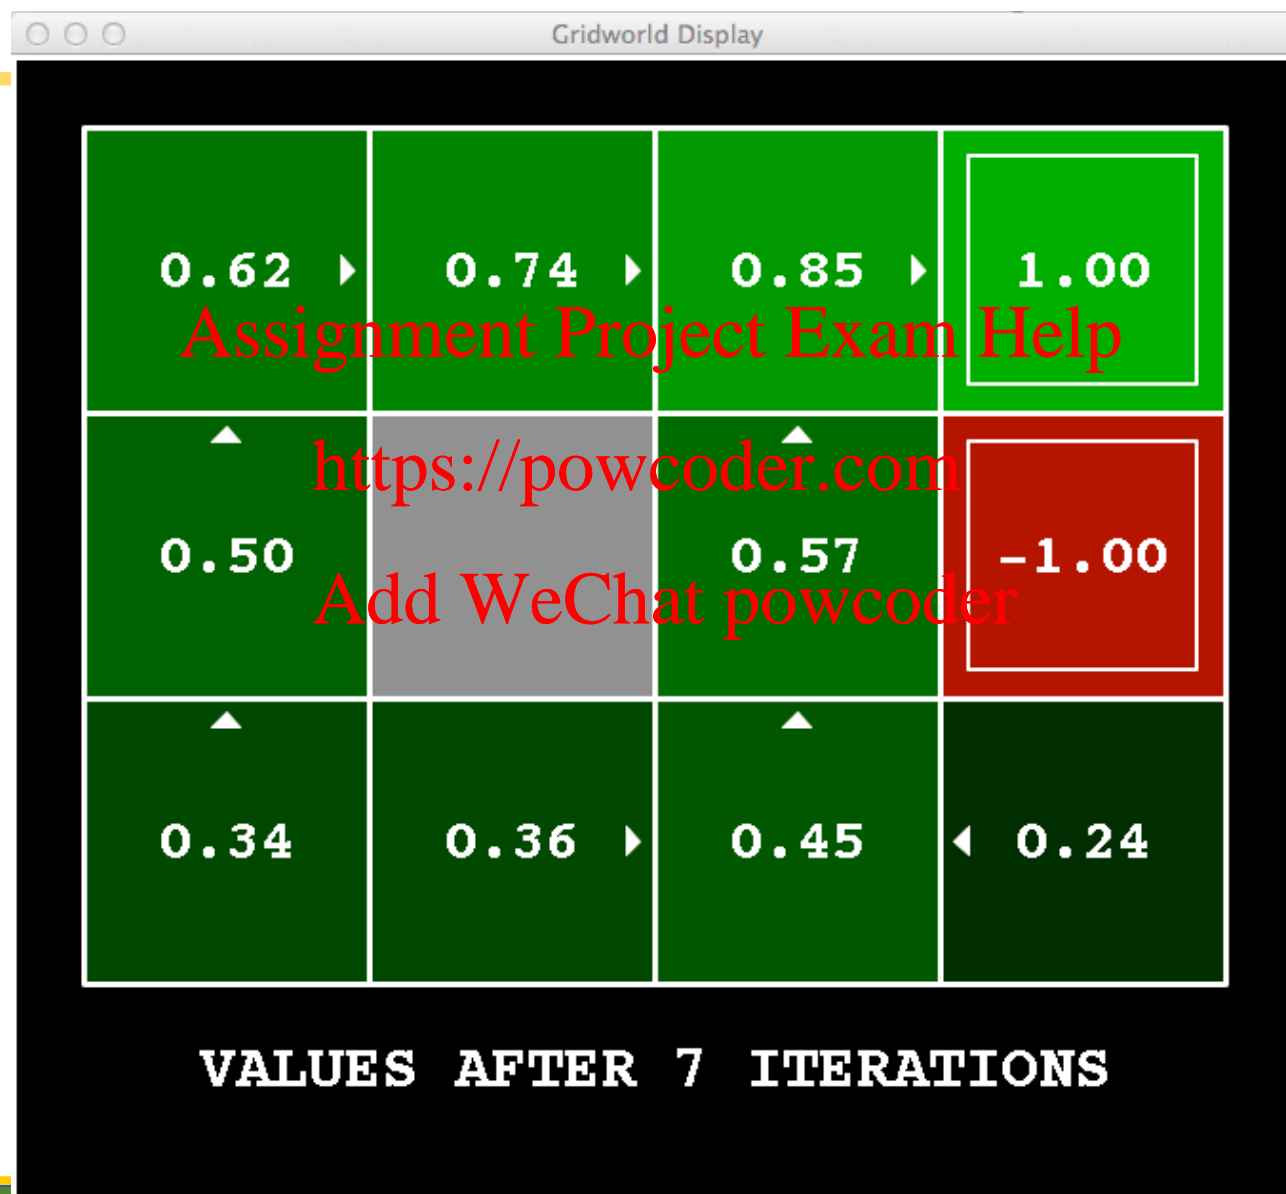 Gridworld Display
0.62 0.74 0.85 1.00
Assignment Project Exam Help
https://powcoder.com
0.50 0.57 -1.00
Add WeChat powcoder
0.34 0.36 0.45 0.24
VALUES AFTER 7 ITERATIONS